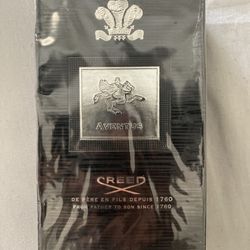 AVENTUS
CREED
DE PÈRE EN FILS DEPUIS 1760
FROM FATHER TO SON SINCE 1760